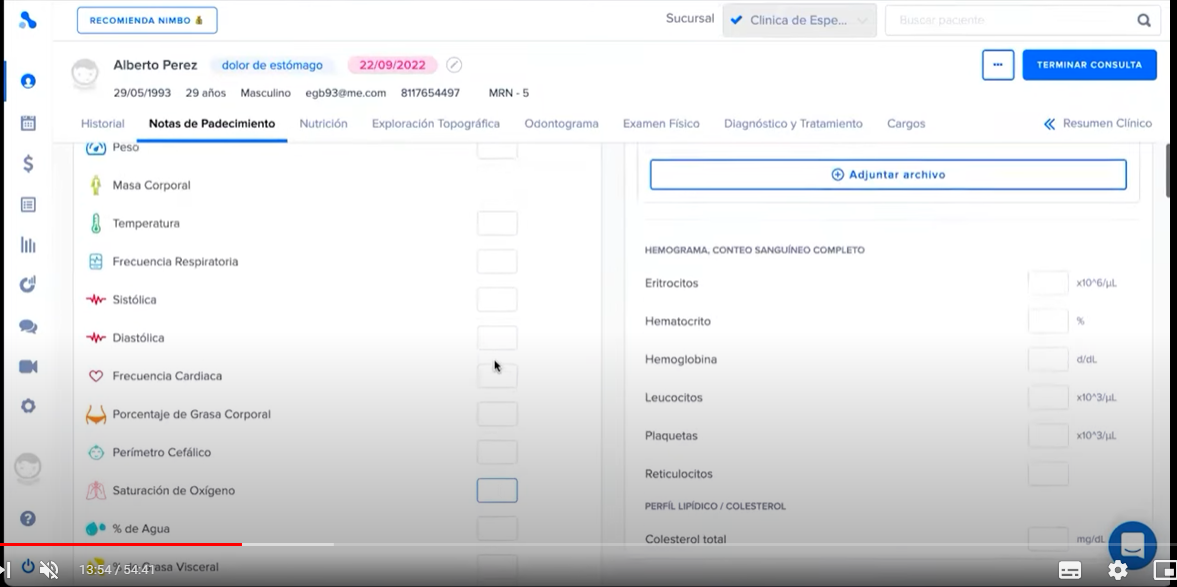 RECOMIENDA NIMBO
Sucursal
Clinica de Espe...
Buscar paciente
Alberto Perez
dolor de estómago
22/09/2022
...
TERMINAR CONSULTA
29/05/1993 29 años Masculino egb93@me.com 8117654497 MRN - 5
Historial
Notas de Padecimiento
Nutrición
Exploración Topográfica
Odontograma
Examen Físico
Diagnóstico y Tratamiento
Cargos
Resumen Clínico
Peso
Masa Corporal
Temperatura
Frecuencia Respiratoria
Sistólica
Diastólica
Frecuencia Cardiaca
Porcentaje de Grasa Corporal
Perímetro Cefálico
Saturación de Oxígeno
% de Agua
% de Grasa Visceral
Adjuntar archivo
HEMOGRAMA, CONTEO SANGUÍNEO COMPLETO
Eritrocitos x10^6/µL
Hematocrito %
Hemoglobina d/dL
Leucocitos x10^3/µL
Plaquetas x10^3/µL
Reticulocitos
PERFÍL LIPÍDICO / COLESTEROL
Colesterol total mg/dL
13:54 / 54:41